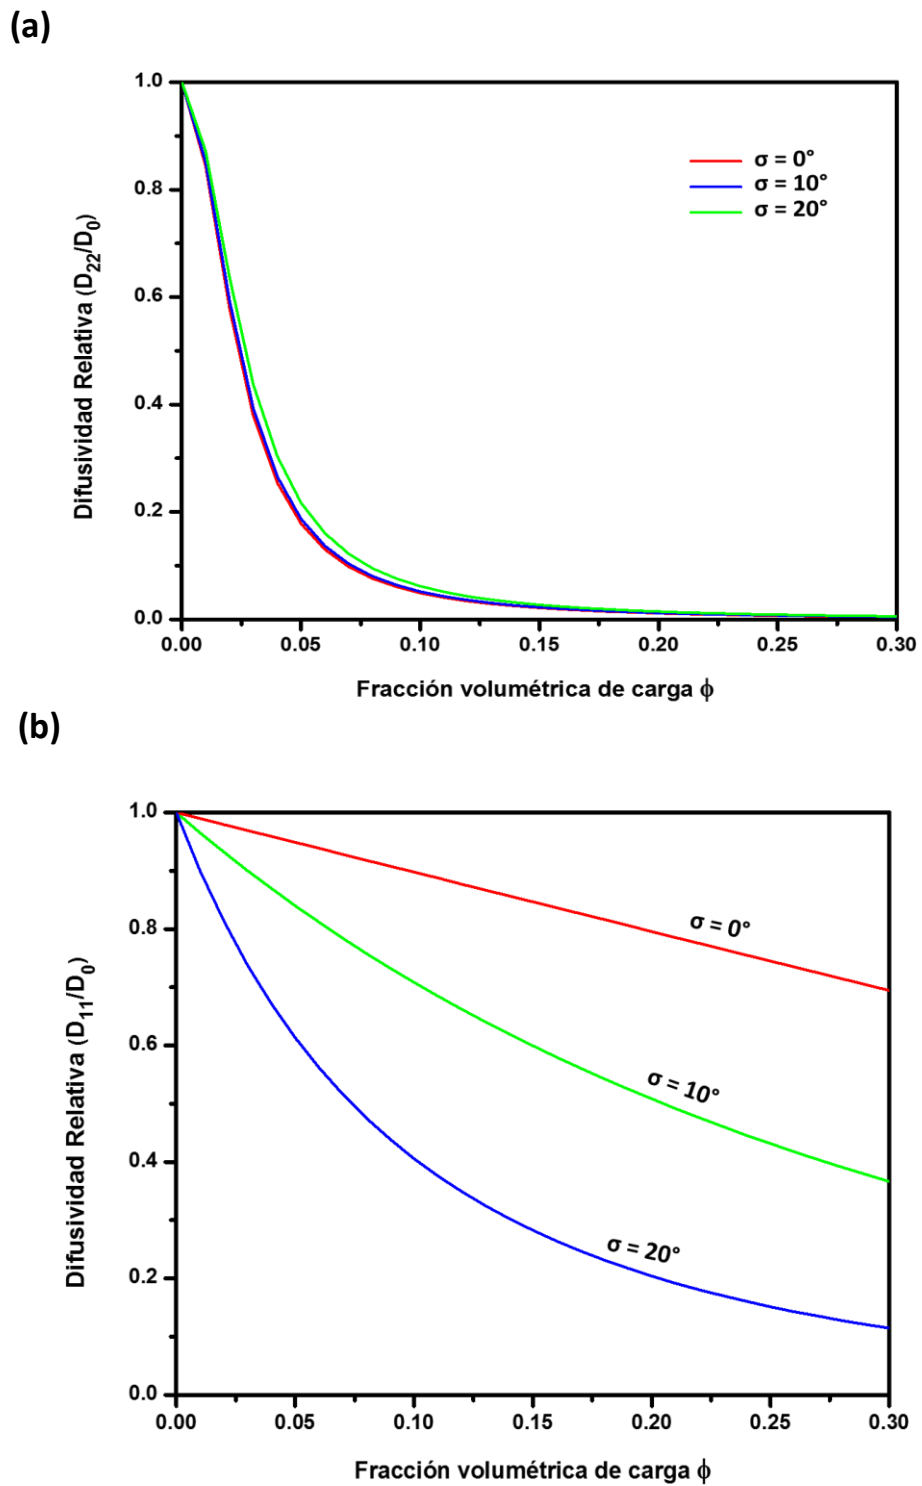 (a)
1.0
0.8
0.6
0.4
0.2
0.0
Difusividad Relativa (D22/D0)
σ = 0°
σ = 10°
σ = 20°
0.00 0.05 0.10 0.15 0.20 0.25 0.30
Fracción volumétrica de carga ϕ
(b)
1.0
0.8
0.6
0.4
0.2
0.0
Difusividad Relativa (D11/D0)
σ = 0°
σ = 10°
σ = 20°
0.00 0.05 0.10 0.15 0.20 0.25 0.30
Fracción volumétrica de carga ϕ